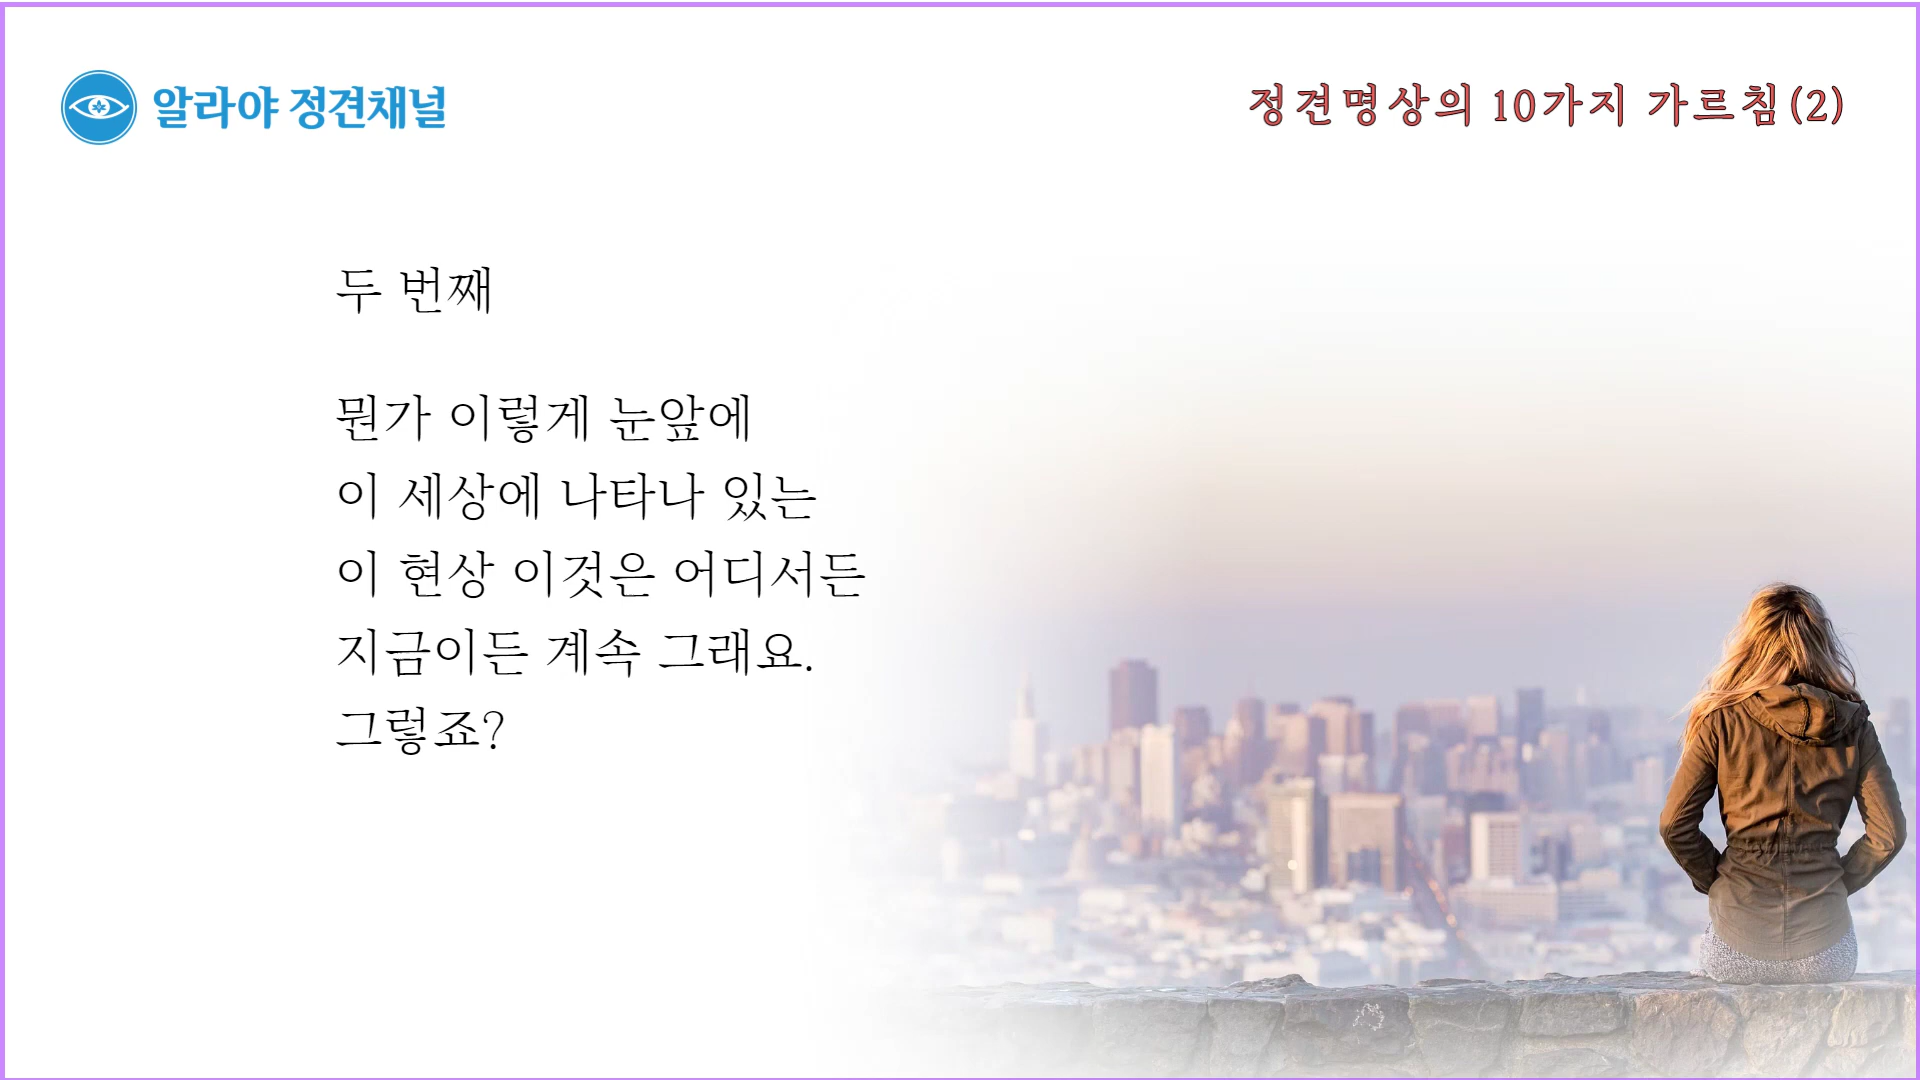 알라야 정견채널
정견명상의 10가지 가르침(2)
두 번째
뭔가 이렇게 눈앞에
이 세상에 나타나 있는
이 현상 이것은 어디서든
지금이든 계속 그래요.
그렇죠?